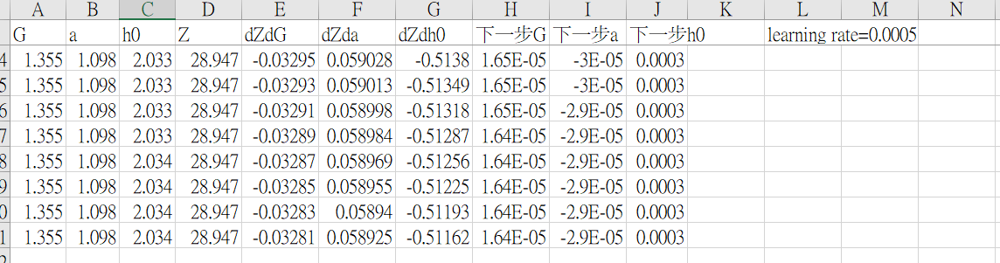 A B C D E F G H I J K L M N
G a h0 Z dZdG dZda dZdh0 下一步G 下一步a 下一步h0 learning rate=0.0005
4 1.355 1.098 2.033 28.947 -0.03295 0.059028 -0.5138 1.65E-05 -3E-05 0.0003
5 1.355 1.098 2.033 28.947 -0.03293 0.059013 -0.51349 1.65E-05 -3E-05 0.0003
6 1.355 1.098 2.033 28.947 -0.03291 0.058998 -0.51318 1.65E-05 -2.9E-05 0.0003
7 1.355 1.098 2.033 28.947 -0.03289 0.058984 -0.51287 1.64E-05 -2.9E-05 0.0003
8 1.355 1.098 2.034 28.947 -0.03287 0.058969 -0.51256 1.64E-05 -2.9E-05 0.0003
9 1.355 1.098 2.034 28.947 -0.03285 0.058955 -0.51225 1.64E-05 -2.9E-05 0.0003
0 1.355 1.098 2.034 28.947 -0.03283 0.05894 -0.51193 1.64E-05 -2.9E-05 0.0003
1 1.355 1.098 2.034 28.947 -0.03281 0.058925 -0.51162 1.64E-05 -2.9E-05 0.0003